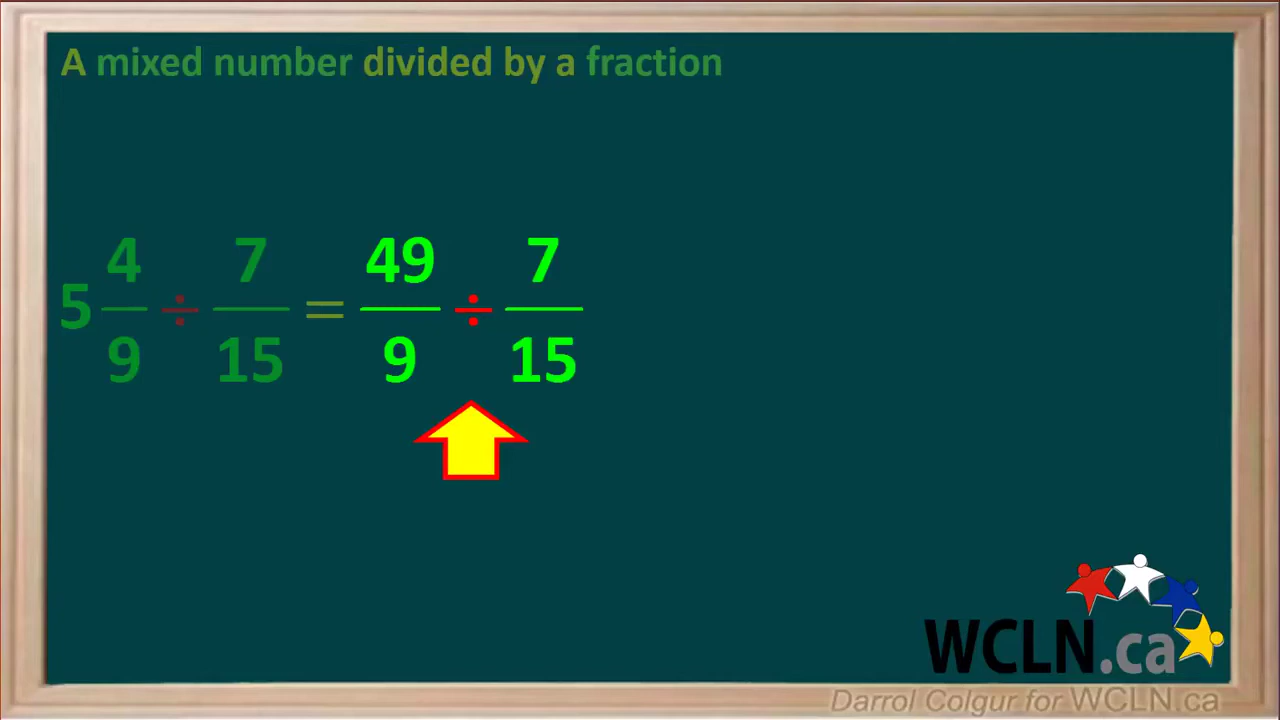 A mixed number divided by a fraction
5 4/9 ÷ 7/15 = 49/9 ÷ 7/15
WCLN.ca
Darrol Colgur for WCLN.ca